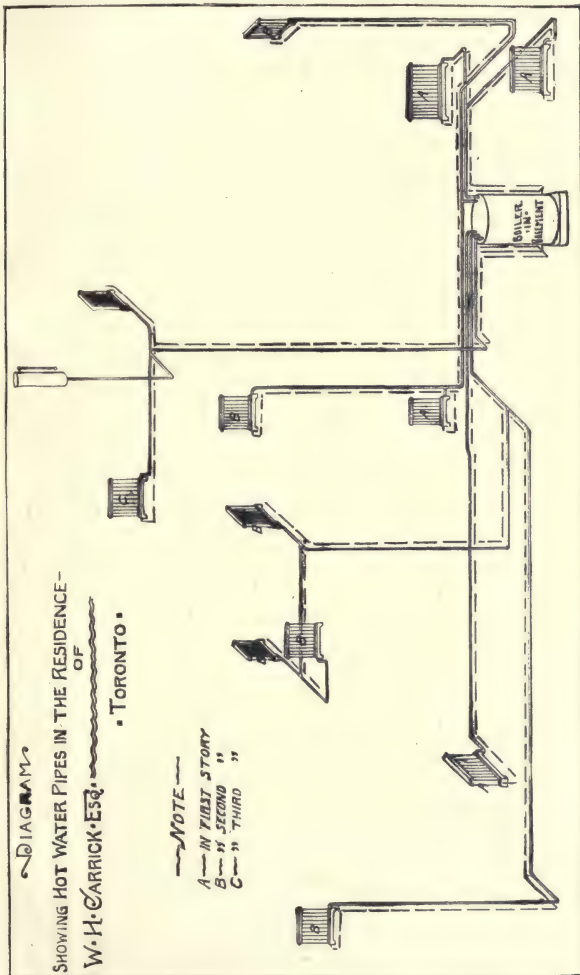 DIAGRAM
SHOWING HOT WATER PIPES IN THE RESIDENCE-
OF
W.H. CARRICK. ESQ.
. TORONTO .
NOTE
A — IN FIRST STORY
B — " SECOND "
C — " THIRD "
A
A
BOILER
"IN"
BASEMENT
B
A
B
B